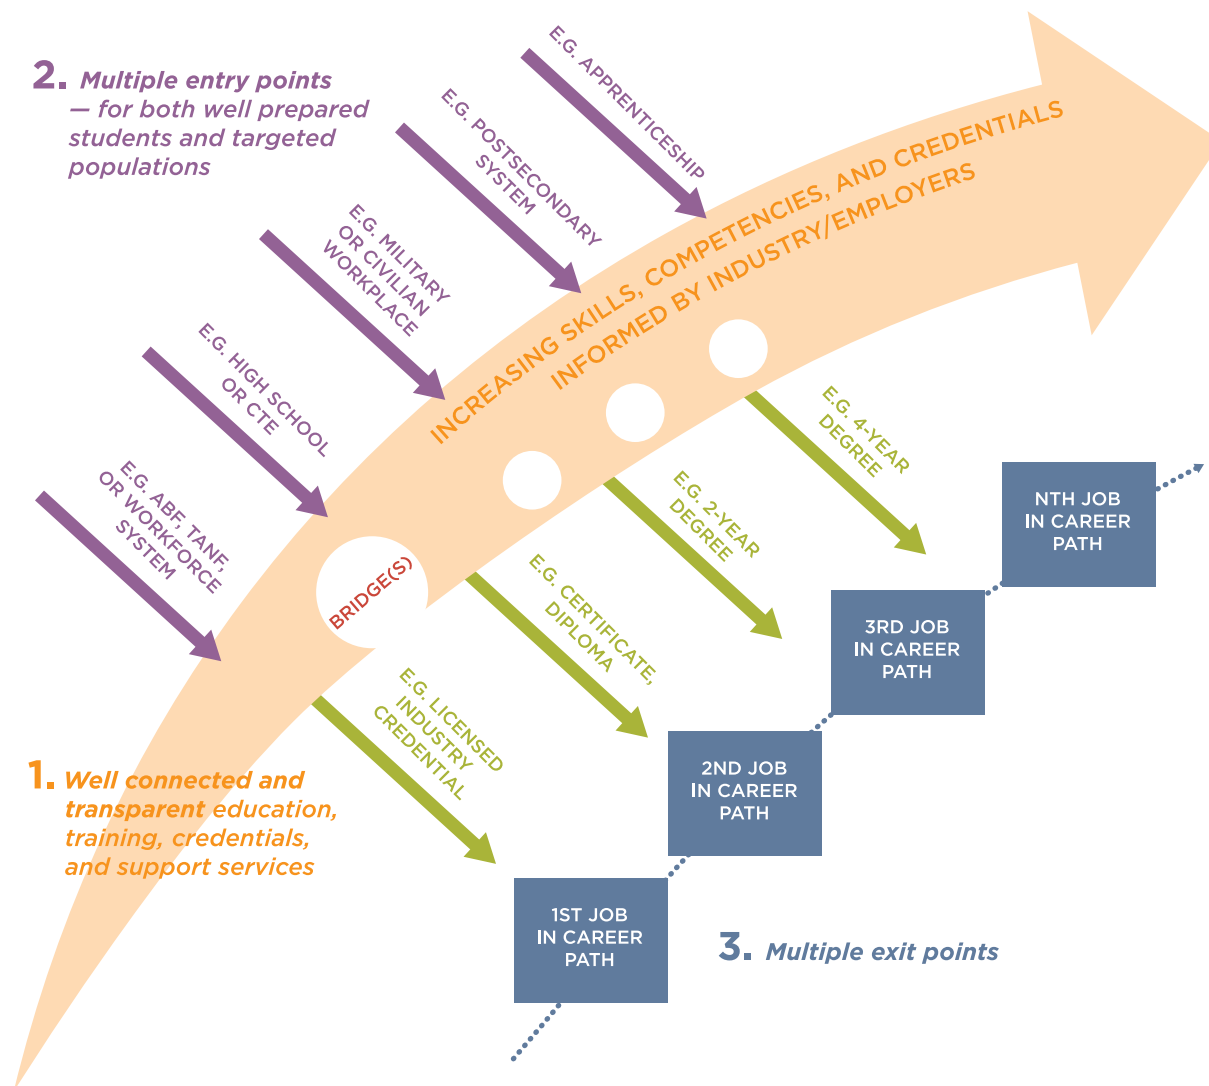 2. Multiple entry points
— for both well prepared
students and targeted
populations
E.G. APPRENTICESHIP
E.G. POSTSECONDARY
SYSTEM
E.G. MILITARY
OR CIVILIAN
WORKPLACE
E.G. HIGH SCHOOL
OR CTE
E.G. ABF, TANF,
OR WORKFORCE
SYSTEM
INCREASING SKILLS, COMPETENCIES, AND CREDENTIALS
INFORMED BY INDUSTRY/EMPLOYERS
BRIDGE(S)
E.G. 4-YEAR
DEGREE
E.G. 2-YEAR
DEGREE
E.G. CERTIFICATE,
DIPLOMA
E.G. LICENSED
INDUSTRY
CREDENTIAL
NTH JOB
IN CAREER
PATH
3RD JOB
IN CAREER
PATH
2ND JOB
IN CAREER
PATH
1ST JOB
IN CAREER
PATH
1. Well connected and
transparent education,
training, credentials,
and support services
3. Multiple exit points